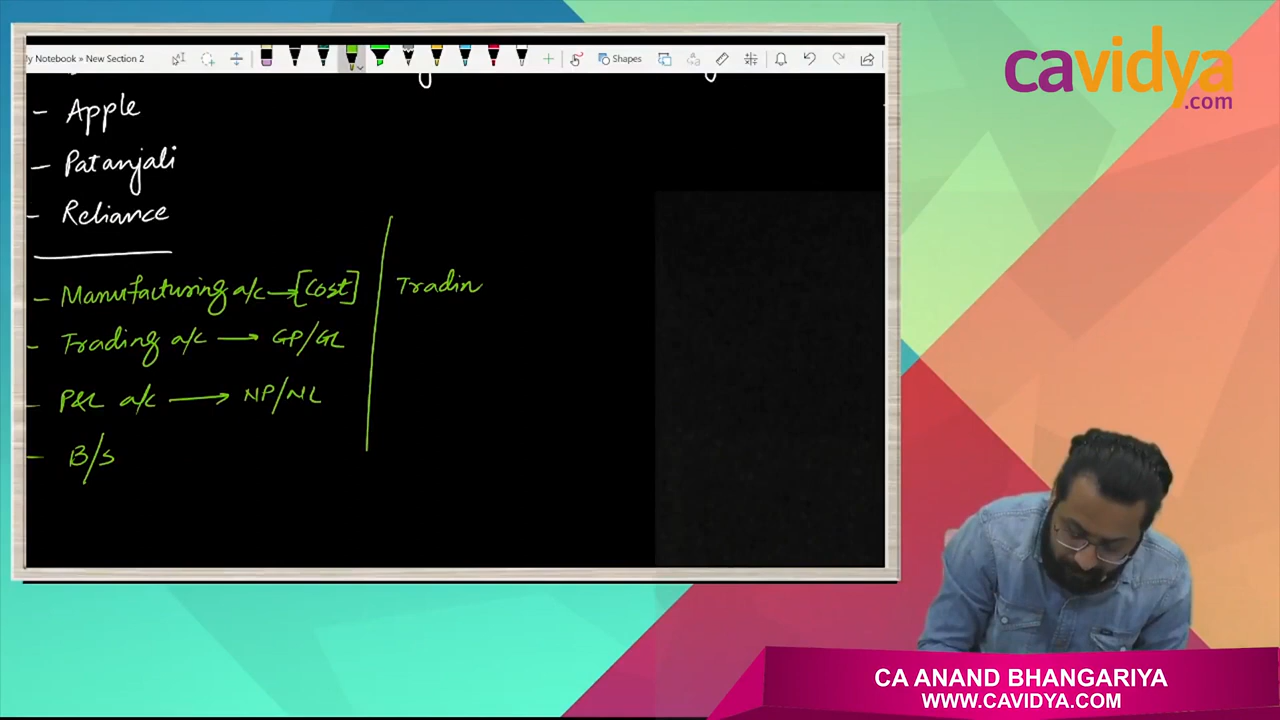 My Notebook » New Section 2
Shapes
- Apple
- Patanjali
- Reliance
- Manufacturing a/c → [Cost]
- Trading a/c → GP/GL
- P&L a/c → NP/NL
- B/S
Tradin
cavidya
.com
CA ANAND BHANGARIYA
WWW.CAVIDYA.COM